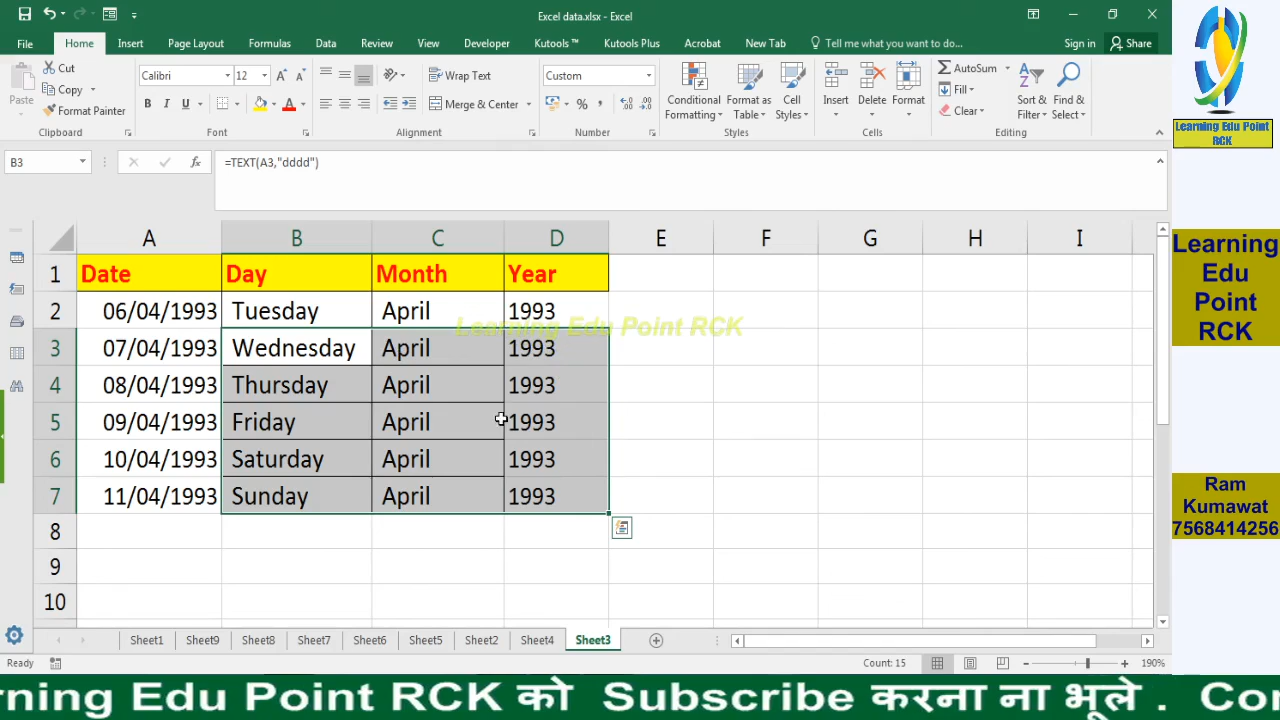 Excel data.xlsx - Excel
File Home Insert Page Layout Formulas Data Review View Developer Kutools ™ Kutools Plus Acrobat New Tab Tell me what you want to do... Sign in Share
Paste
Cut
Copy
Format Painter
Clipboard
Calibri 12
B I U
Font
Wrap Text
Merge & Center
Alignment
Custom
%
Number
Conditional Formatting
Format as Table
Cell Styles
Styles
Insert Delete Format
Cells
AutoSum
Fill
Clear
Sort & Filter
Find & Select
Editing
B3 fx =TEXT(A3,"dddd")
A B C D E F G H I
1 Date Day Month Year
2 06/04/1993 Tuesday April 1993
3 07/04/1993 Wednesday April 1993
4 08/04/1993 Thursday April 1993
5 09/04/1993 Friday April 1993
6 10/04/1993 Saturday April 1993
7 11/04/1993 Sunday April 1993
8
9
10
Learning Edu Point RCK
Sheet1 Sheet9 Sheet8 Sheet7 Sheet6 Sheet5 Sheet2 Sheet4 Sheet3
Ready Count: 15 190%
Learning Edu Point
RCK
Learning
Edu
Point
RCK
Ram
Kumawat
7568414256
rning Edu Point RCK को Subscribe करना ना भूले . Cor